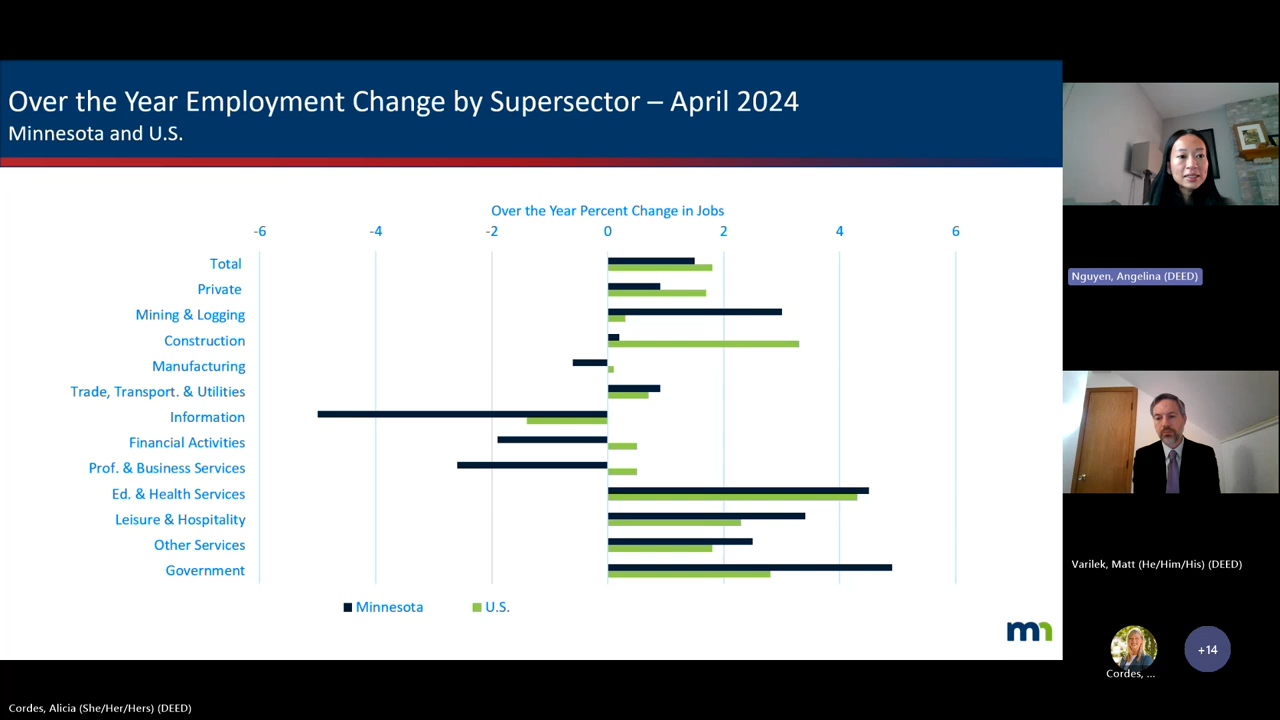 Over the Year Employment Change by Supersector – April 2024
Minnesota and U.S.
Over the Year Percent Change in Jobs
-6 -4 -2 0 2 4 6
Total
Private
Mining & Logging
Construction
Manufacturing
Trade, Transport. & Utilities
Information
Financial Activities
Prof. & Business Services
Ed. & Health Services
Leisure & Hospitality
Other Services
Government
Minnesota U.S.
mn
Nguyen, Angelina (DEED)
Varilek, Matt (He/Him/His) (DEED)
+14
Cordes, ...
Cordes, Alicia (She/Her/Hers) (DEED)